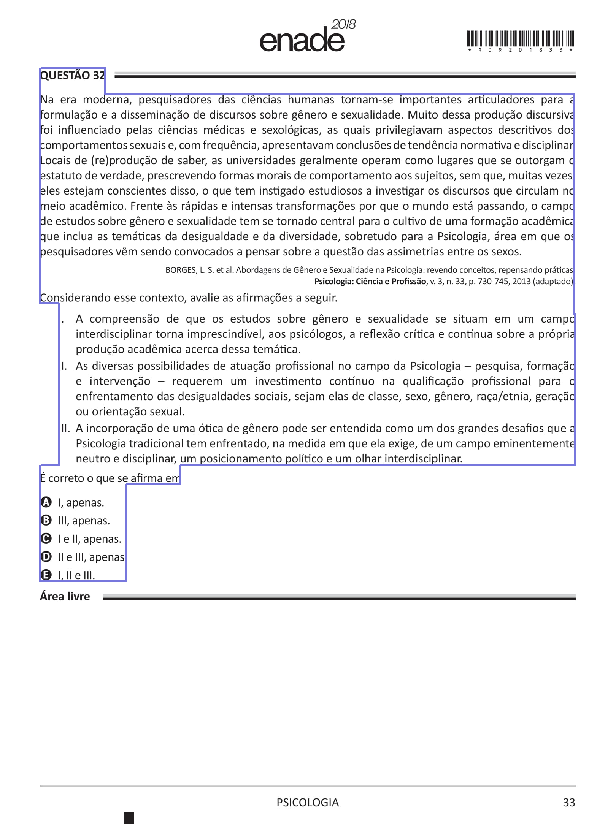 enade 2018
*R0920183 3*
QUESTÃO 32
Na era moderna, pesquisadores das ciências humanas tornam-se importantes articuladores para a
formulação e a disseminação de discursos sobre gênero e sexualidade. Muito dessa produção discursiva
foi influenciado pelas ciências médicas e sexológicas, as quais privilegiavam aspectos descritivos dos
comportamentos sexuais e, com frequência, apresentavam conclusões de tendência normativa e disciplinar
Locais de (re)produção de saber, as universidades geralmente operam como lugares que se outorgam o
estatuto de verdade, prescrevendo formas morais de comportamento aos sujeitos, sem que, muitas vezes,
eles estejam conscientes disso, o que tem instigado estudiosos a investigar os discursos que circulam no
meio acadêmico. Frente às rápidas e intensas transformações por que o mundo está passando, o campo
de estudos sobre gênero e sexualidade tem se tornado central para o cultivo de uma formação acadêmica
que inclua as temáticas da desigualdade e da diversidade, sobretudo para a Psicologia, área em que os
pesquisadores vêm sendo convocados a pensar sobre a questão das assimetrias entre os sexos.
BORGES, L. S. et al. Abordagens de Gênero e Sexualidade na Psicologia: revendo conceitos, repensando práticas.
Psicologia: Ciência e Profissão, v. 3, n. 33, p. 730-745, 2013 (adaptado).
Considerando esse contexto, avalie as afirmações a seguir.
. A compreensão de que os estudos sobre gênero e sexualidade se situam em um campo
interdisciplinar torna imprescindível, aos psicólogos, a reflexão crítica e contínua sobre a própria
produção acadêmica acerca dessa temática.
I. As diversas possibilidades de atuação profissional no campo da Psicologia – pesquisa, formação
e intervenção – requerem um investimento contínuo na qualificação profissional para o
enfrentamento das desigualdades sociais, sejam elas de classe, sexo, gênero, raça/etnia, geração
ou orientação sexual.
II. A incorporação de uma ótica de gênero pode ser entendida como um dos grandes desafios que a
Psicologia tradicional tem enfrentado, na medida em que ela exige, de um campo eminentemente
neutro e disciplinar, um posicionamento político e um olhar interdisciplinar.
É correto o que se afirma em
A I, apenas.
B III, apenas.
C I e II, apenas.
D II e III, apenas
E I, II e III.
Área livre
PSICOLOGIA 33